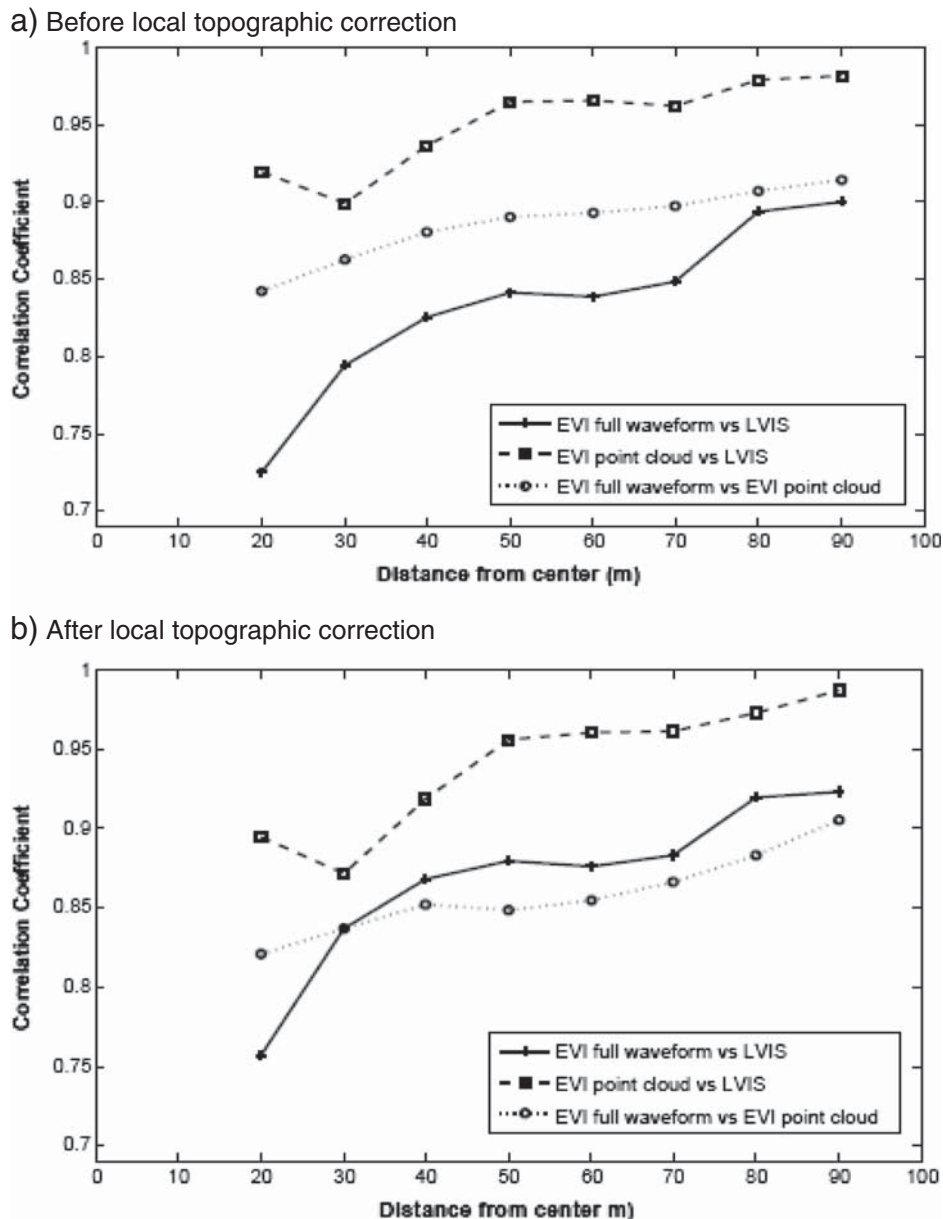 a) Before local topographic correction
1
0.95
0.9
0.85
0.8
0.75
0.7
Correlation Coefficient
EVI full waveform vs LVIS
EVI point cloud vs LVIS
EVI full waveform vs EVI point cloud
0 10 20 30 40 50 60 70 80 90 100
Distance from center (m)
b) After local topographic correction
1
0.95
0.9
0.85
0.8
0.75
0.7
Correlation Coefficient
EVI full waveform vs LVIS
EVI point cloud vs LVIS
EVI full waveform vs EVI point cloud
0 10 20 30 40 50 60 70 80 90 100
Distance from center m)